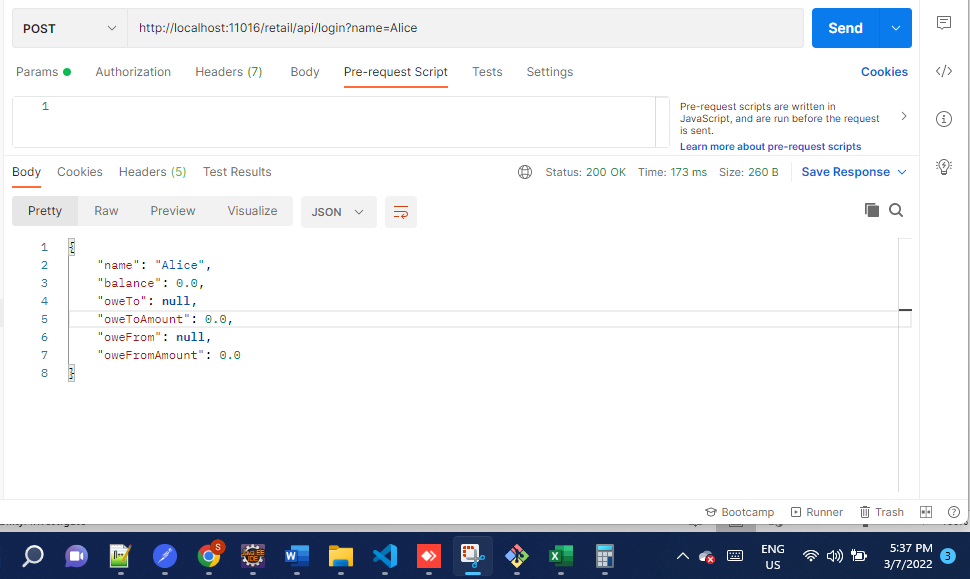 POST http://localhost:11016/retail/api/login?name=Alice Send
Params Authorization Headers (7) Body Pre-request Script Tests Settings Cookies
1
Pre-request scripts are written in
JavaScript, and are run before the request
is sent.
Learn more about pre-request scripts
Body Cookies Headers (5) Test Results Status: 200 OK Time: 173 ms Size: 260 B Save Response
Pretty Raw Preview Visualize JSON
1 {
2 "name": "Alice",
3 "balance": 0.0,
4 "oweTo": null,
5 "oweToAmount": 0.0,
6 "oweFrom": null,
7 "oweFromAmount": 0.0
8 }
Bootcamp Runner Trash
ENG
US
5:37 PM
3/7/2022
3